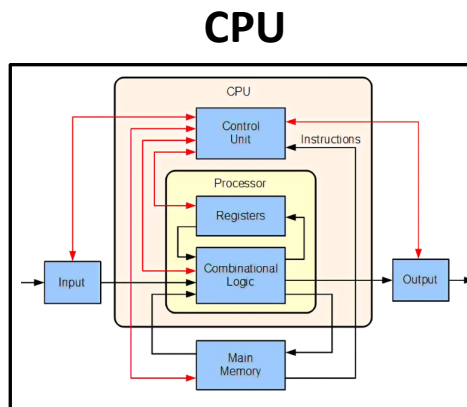 CPU
CPU
Control
Unit
Instructions
Processor
Registers
Combinational
Logic
Input
Output
Main
Memory